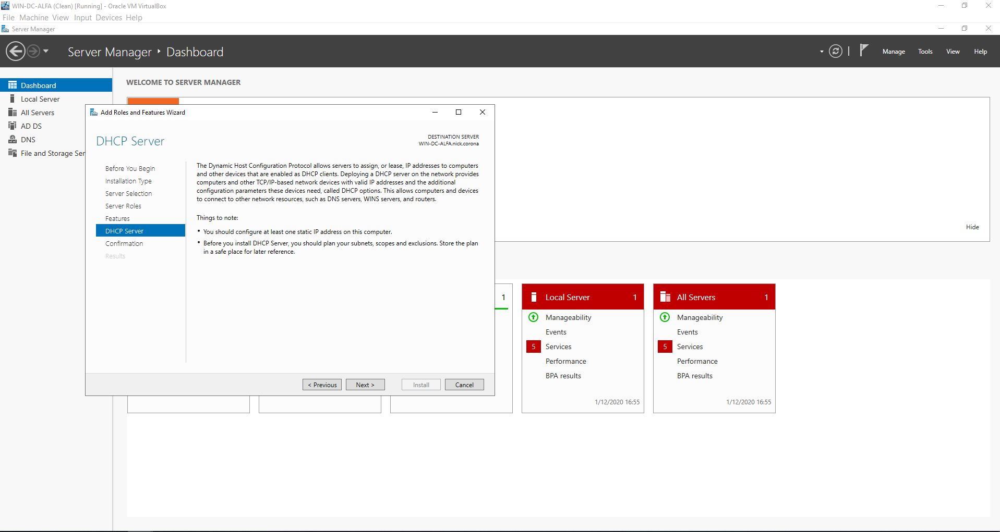 WIN-DC-ALFA (Clean) [Running] - Oracle VM VirtualBox
File Machine View Input Devices Help
Server Manager
Server Manager ‣ Dashboard
Manage Tools View Help
Dashboard
Local Server
All Servers
AD DS
DNS
File and Storage Ser
WELCOME TO SERVER MANAGER
Add Roles and Features Wizard
DHCP Server
DESTINATION SERVER
WIN-DC-ALFA.nick.corona
Before You Begin
Installation Type
Server Selection
Server Roles
Features
DHCP Server
Confirmation
Results
The Dynamic Host Configuration Protocol allows servers to assign, or lease, IP addresses to computers
and other devices that are enabled as DHCP clients. Deploying a DHCP server on the network provides
computers and other TCP/IP-based network devices with valid IP addresses and the additional
configuration parameters these devices need, called DHCP options. This allows computers and devices
to connect to other network resources, such as DNS servers, WINS servers, and routers.
Things to note:
• You should configure at least one static IP address on this computer.
• Before you install DHCP Server, you should plan your subnets, scopes and exclusions. Store the plan
in a safe place for later reference.
< Previous Next > Install Cancel
Hide
1
Local Server 1
Manageability
Events
5 Services
Performance
BPA results
1/12/2020 16:55
All Servers 1
Manageability
Events
5 Services
Performance
BPA results
1/12/2020 16:55